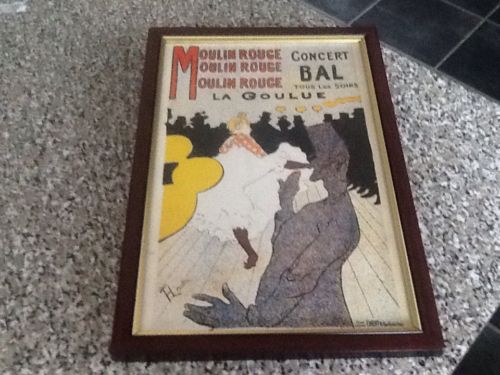 MOULIN ROUGE CONCERT
MOULIN ROUGE BAL
MOULIN ROUGE TOUS LES SOIRS
LA GOULUE